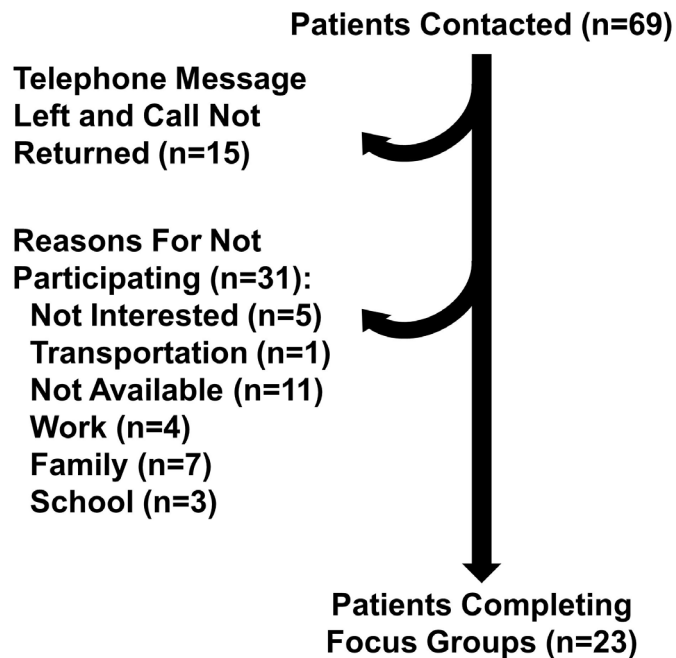 Patients Contacted (n=69)
Telephone Message
Left and Call Not
Returned (n=15)
Reasons For Not
Participating (n=31):
Not Interested (n=5)
Transportation (n=1)
Not Available (n=11)
Work (n=4)
Family (n=7)
School (n=3)
Patients Completing
Focus Groups (n=23)